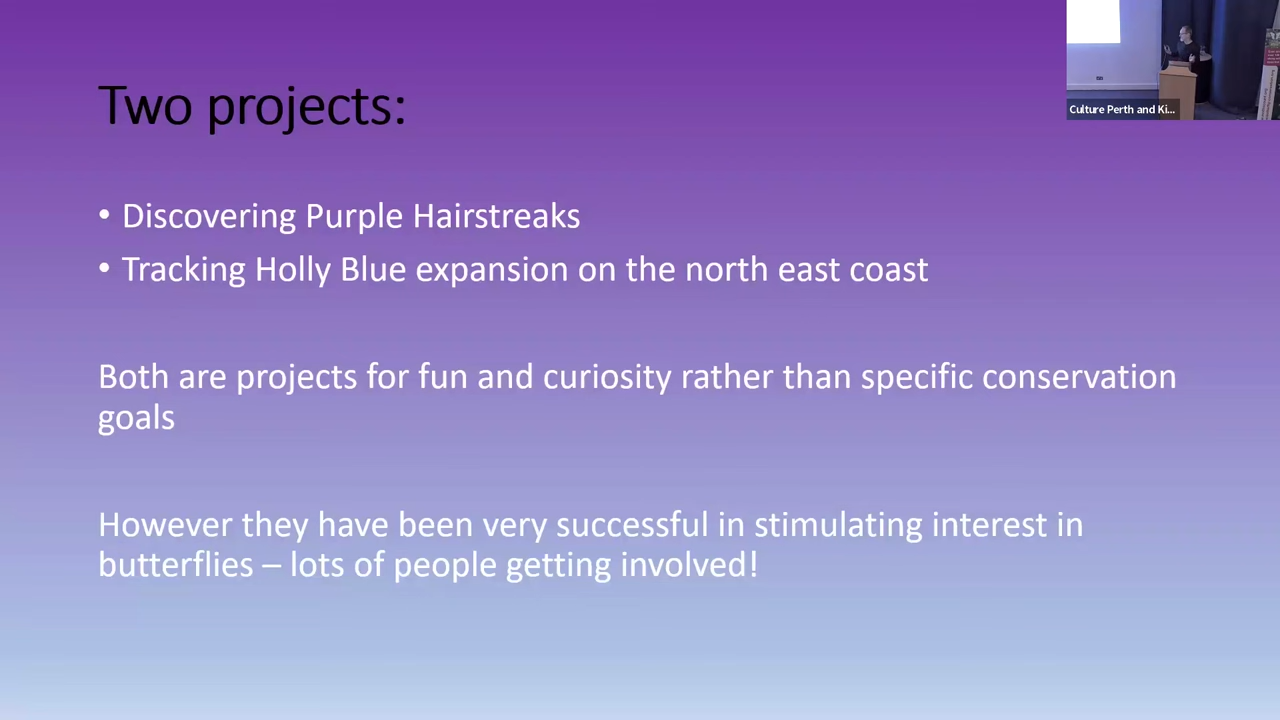 Two projects:
• Discovering Purple Hairstreaks
• Tracking Holly Blue expansion on the north east coast
Both are projects for fun and curiosity rather than specific conservation
goals
However they have been very successful in stimulating interest in
butterflies – lots of people getting involved!
Culture Perth and Ki...